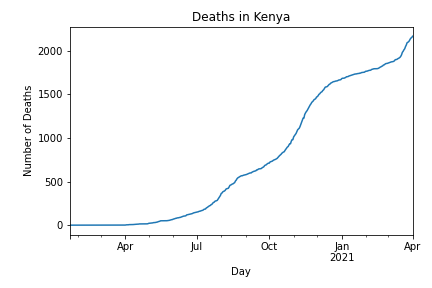 Deaths in Kenya
Number of Deaths
2000
1500
1000
500
0
Apr Jul Oct Jan Apr
2021
Day